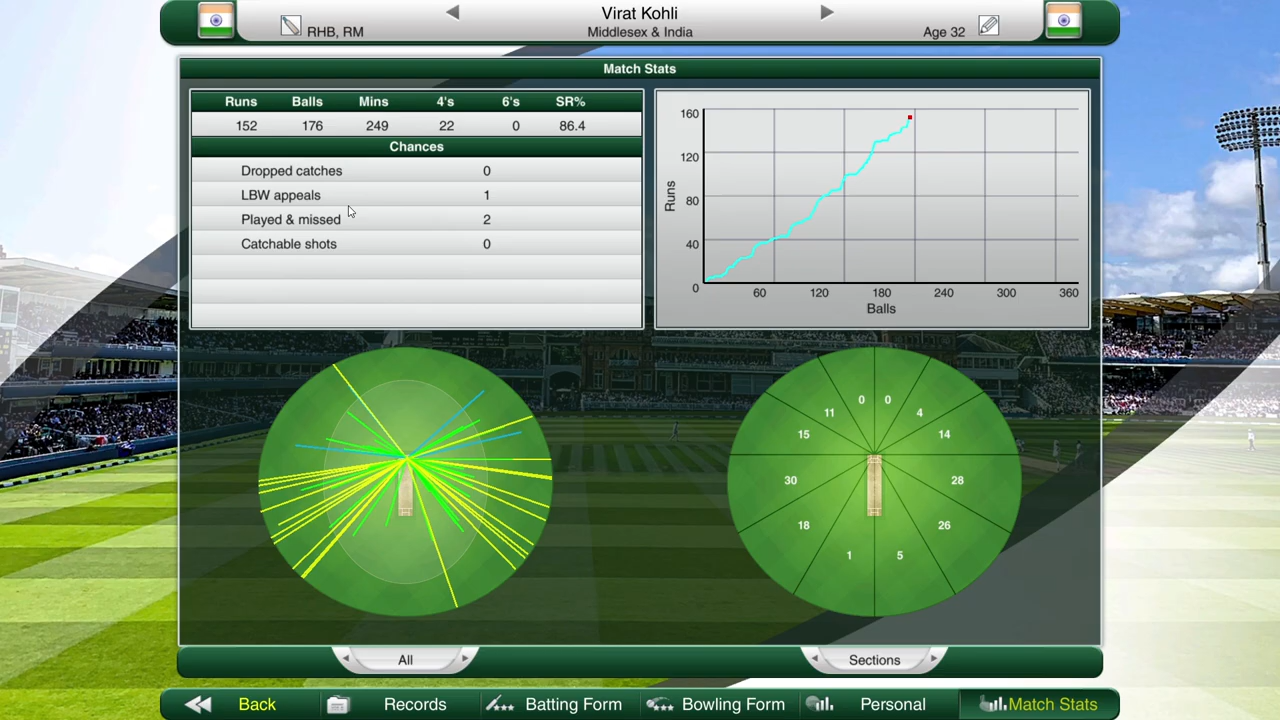 Virat Kohli
RHB, RM
Middlesex & India
Age 32
Match Stats
Runs Balls Mins 4's 6's SR%
152 176 249 22 0 86.4
Chances
Dropped catches 0
LBW appeals 1
Played & missed 2
Catchable shots 0
160
120
80
40
0
Runs
60 120 180 240 300 360
Balls
0 0
11 4
15 14
30 28
18 26
1 5
All
Sections
Back Records Batting Form Bowling Form Personal Match Stats